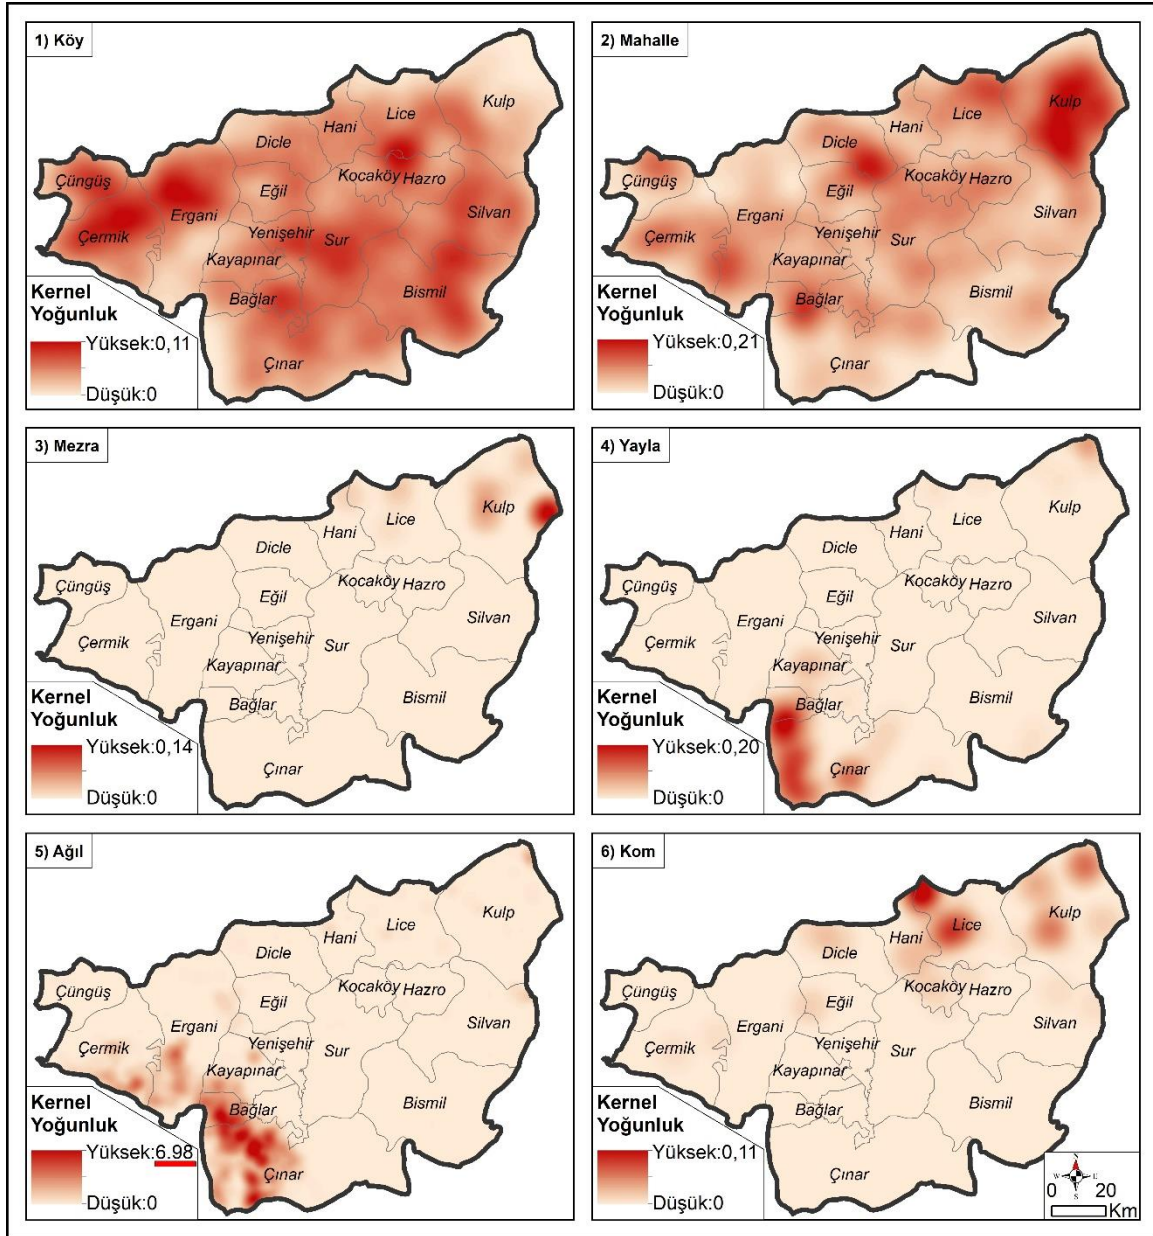 1) Köy
Kulp
Lice
Hani
Dicle
Kocaköy
Hazro
Çüngüş
Eğil
Ergani
Silvan
Çermik
Yenişehir
Sur
Kayapınar
Bağlar
Bismil
Çınar
Kernel
Yoğunluk
Yüksek:0,11
Düşük:0
2) Mahalle
Kulp
Lice
Hani
Dicle
Kocaköy
Hazro
Çüngüş
Eğil
Ergani
Silvan
Çermik
Yenişehir
Sur
Kayapınar
Bağlar
Bismil
Çınar
Kernel
Yoğunluk
Yüksek:0,21
Düşük:0
3) Mezra
Kulp
Lice
Hani
Dicle
Kocaköy
Hazro
Çüngüş
Eğil
Ergani
Silvan
Çermik
Yenişehir
Sur
Kayapınar
Bağlar
Bismil
Çınar
Kernel
Yoğunluk
Yüksek:0,14
Düşük:0
4) Yayla
Kulp
Lice
Hani
Dicle
Kocaköy
Hazro
Çüngüş
Eğil
Ergani
Silvan
Çermik
Yenişehir
Sur
Kayapınar
Bağlar
Bismil
Çınar
Kernel
Yoğunluk
Yüksek:0,20
Düşük:0
5) Ağıl
Kulp
Lice
Hani
Dicle
Kocaköy
Hazro
Çüngüş
Eğil
Ergani
Silvan
Çermik
Yenişehir
Sur
Kayapınar
Bağlar
Bismil
Çınar
Kernel
Yoğunluk
Yüksek:6.98
Düşük:0
6) Kom
Kulp
Lice
Hani
Dicle
Kocaköy
Hazro
Çüngüş
Eğil
Ergani
Silvan
Çermik
Yenişehir
Sur
Kayapınar
Bağlar
Bismil
Çınar
Kernel
Yoğunluk
Yüksek:0,11
Düşük:0
N
W E
S
0 20
Km